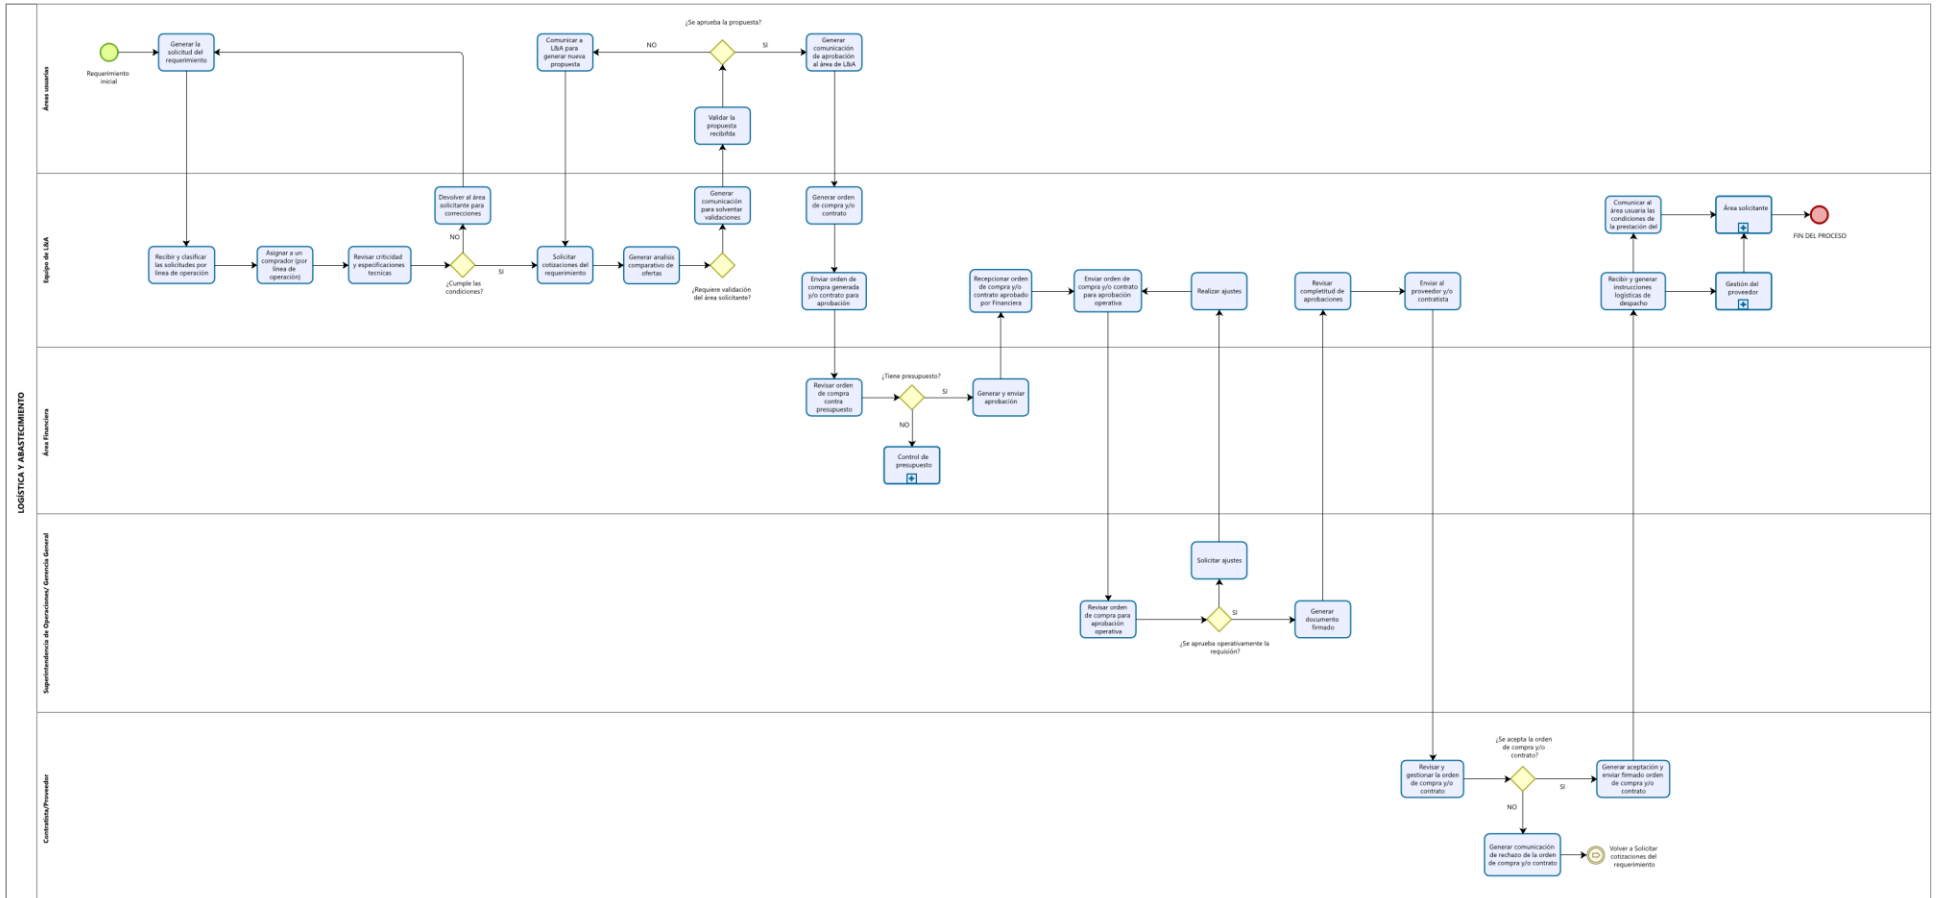 LOGÍSTICA Y ABASTECIMIENTO
Áreas usuarias
Requerimiento
inicial
Generar la
solicitud del
requerimiento
Comunicar a
L&A para
generar nueva
propuesta
NO
¿Se aprueba la propuesta?
SI
Generar
comunicación
de aprobación
al área de L&A
Validar la
propuesta
recibifda
Equipo de L&A
Recibir y clasificar
las solicitudes por
línea de operación
Asignar a un
comprador (por
línea de
operación)
Revisar criticidad
y especificaciones
tecnicas
Devolver al área
solicitante para
correcciones
NO
¿Cumple las
condiciones?
SI
Solicitar
cotizaciones del
requerimiento
Generar analisis
comparativo de
ofertas
Generar
comunicación
para solventar
validaciones
¿Requiere validación
del área solicitante?
Generar orden
de compra y/o
contrato
Enviar orden de
compra generada
y/o contrato para
aprobación
Recepcionar orden
de compra y/o
contrato aprobado
por Financiera
Enviar orden de
compra y/o contrato
para aprobación
operativa
Realizar ajustes
Revisar
completitud de
aprobaciones
Enviar al
proveedor y/o
contratista
Comunicar al
área usuaria las
condiciones de
la prestación del
Área solicitante
FIN DEL PROCESO
Recibir y generar
instrucciones
logísticas de
despacho
Gestión del
proveedor
Área Financiera
Revisar orden
de compra
contra
presupuesto
¿Tiene presupuesto?
SI
NO
Generar y enviar
aprobación
Control de
presupuesto
Superintendencia de Operaciones/ Gerencia General
Solicitar ajustes
Revisar orden
de compra para
aprobación
operativa
SI
¿Se aprueba operativamente la
requisión?
Generar
documento
firmado
Contratista/Proveedor
Revisar y
gestionar la orden
de compra y/o
contrato
¿Se acepta la orden
de compra y/o
contrato?
SI
NO
Generar aceptación y
enviar firmado orden
de compra y/o
contrato
Generar comunicación
de rechazo de la orden
de compra y/o contrato
Volver a Solicitar
cotizaciones del
requerimiento